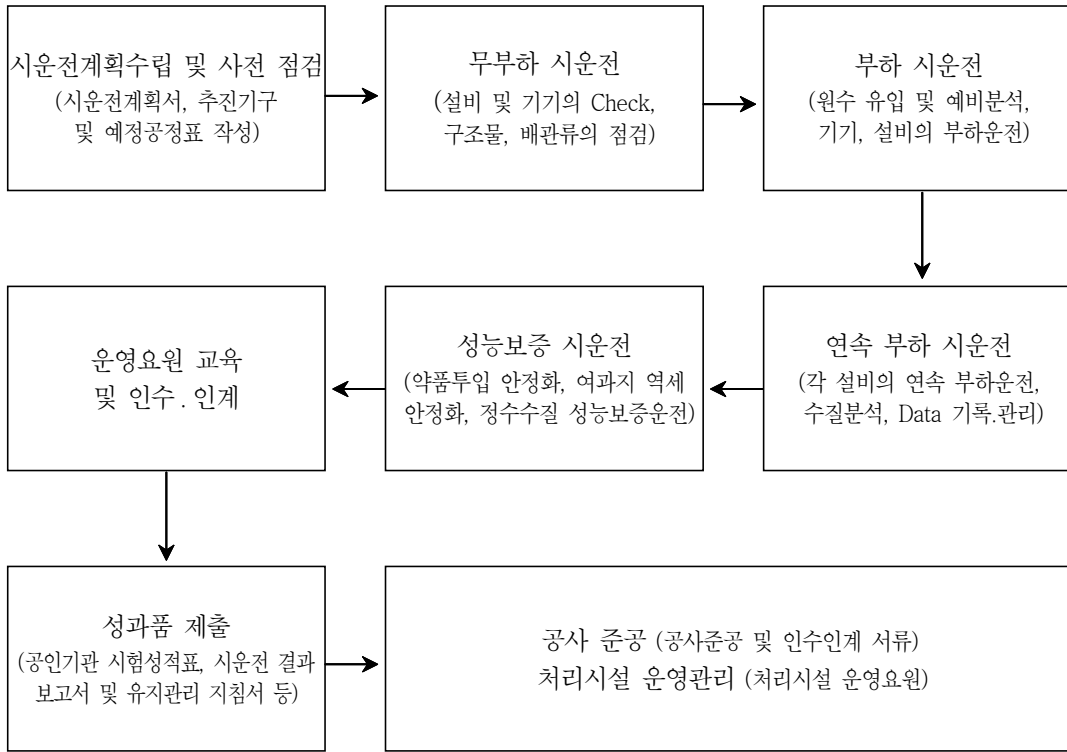 시운전계획수립 및 사전 점검
(시운전계획서, 추진기구
및 예정공정표 작성)
무부하 시운전
(설비 및 기기의 Check,
구조물, 배관류의 점검)
부하 시운전
(원수 유입 및 예비분석,
기기, 설비의 부하운전)
운영요원 교육
및 인수.인계
성능보증 시운전
(약품투입 안정화, 여과지 역세
안정화, 정수수질 성능보증운전)
연속 부하 시운전
(각 설비의 연속 부하운전,
수질분석, Data 기록.관리)
성과품 제출
(공인기관 시험성적표, 시운전 결과
보고서 및 유지관리 지침서 등)
공사 준공 (공사준공 및 인수인계 서류)
처리시설 운영관리 (처리시설 운영요원)